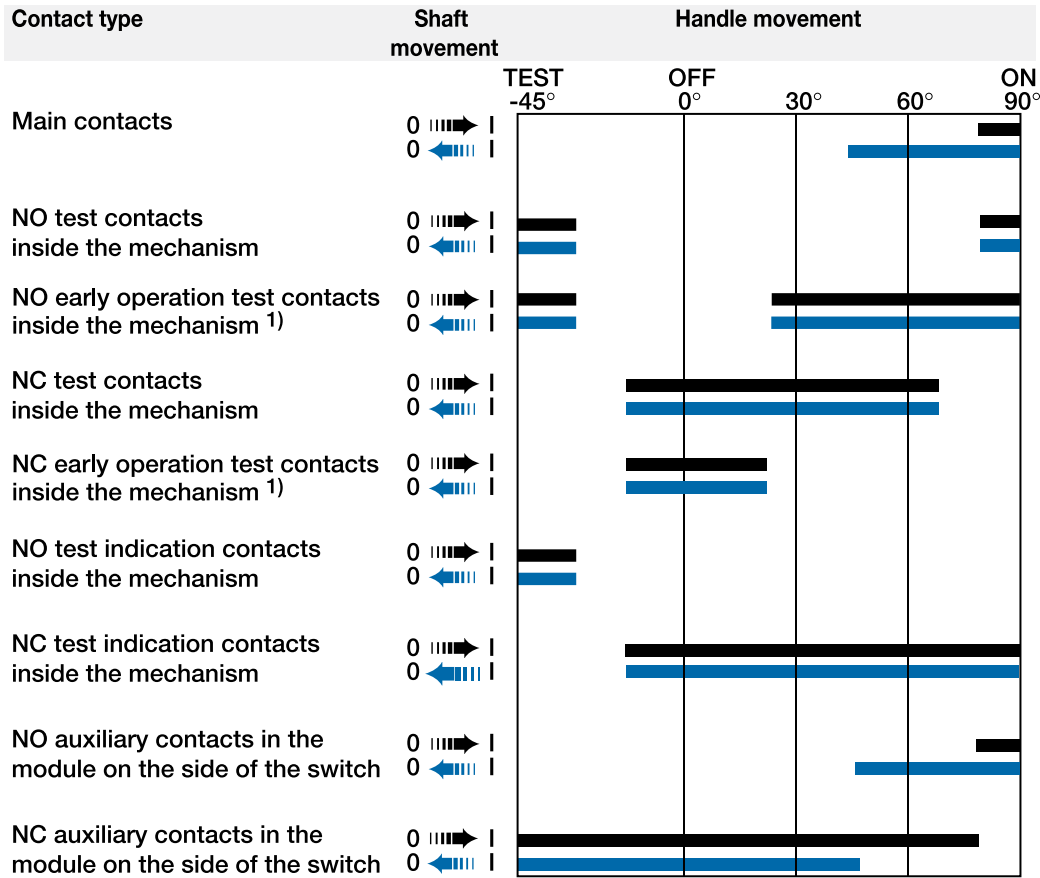 Contact type Shaft movement Handle movement
TEST OFF ON
-45° 0° 30° 60° 90°
Main contacts
0 I
0 I
NO test contacts
inside the mechanism
0 I
0 I
NO early operation test contacts
inside the mechanism 1)
0 I
0 I
NC test contacts
inside the mechanism
0 I
0 I
NC early operation test contacts
inside the mechanism 1)
0 I
0 I
NO test indication contacts
inside the mechanism
0 I
0 I
NC test indication contacts
inside the mechanism
0 I
0 I
NO auxiliary contacts in the
module on the side of the switch
0 I
0 I
NC auxiliary contacts in the
module on the side of the switch
0 I
0 I